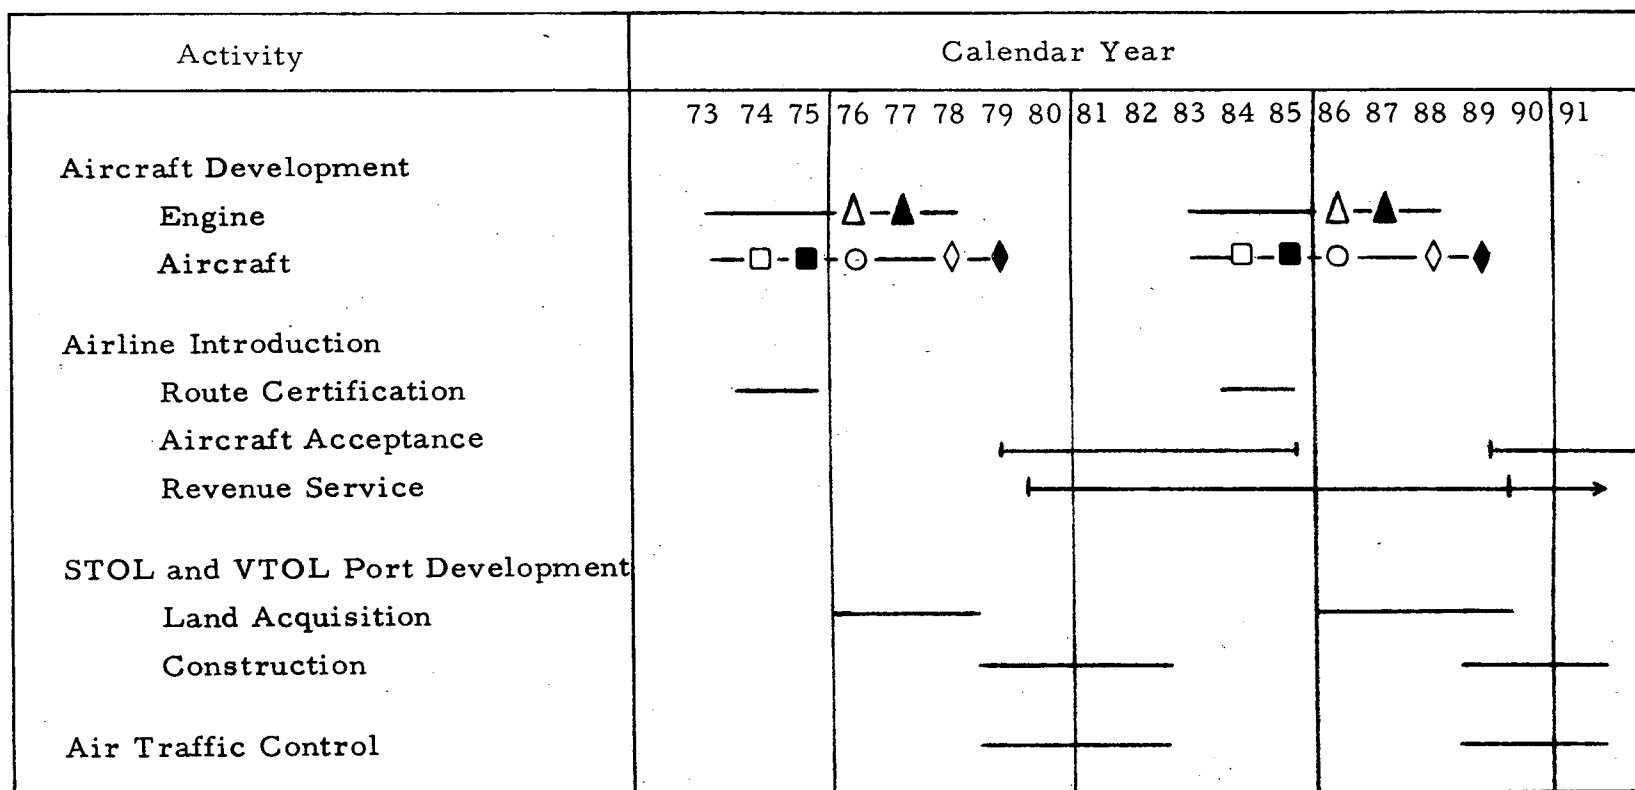 Activity
Calendar Year
73 74 75 76 77 78 79 80 81 82 83 84 85 86 87 88 89 90 91
Aircraft Development
Engine
Aircraft
Airline Introduction
Route Certification
Aircraft Acceptance
Revenue Service
STOL and VTOL Port Development
Land Acquisition
Construction
Air Traffic Control